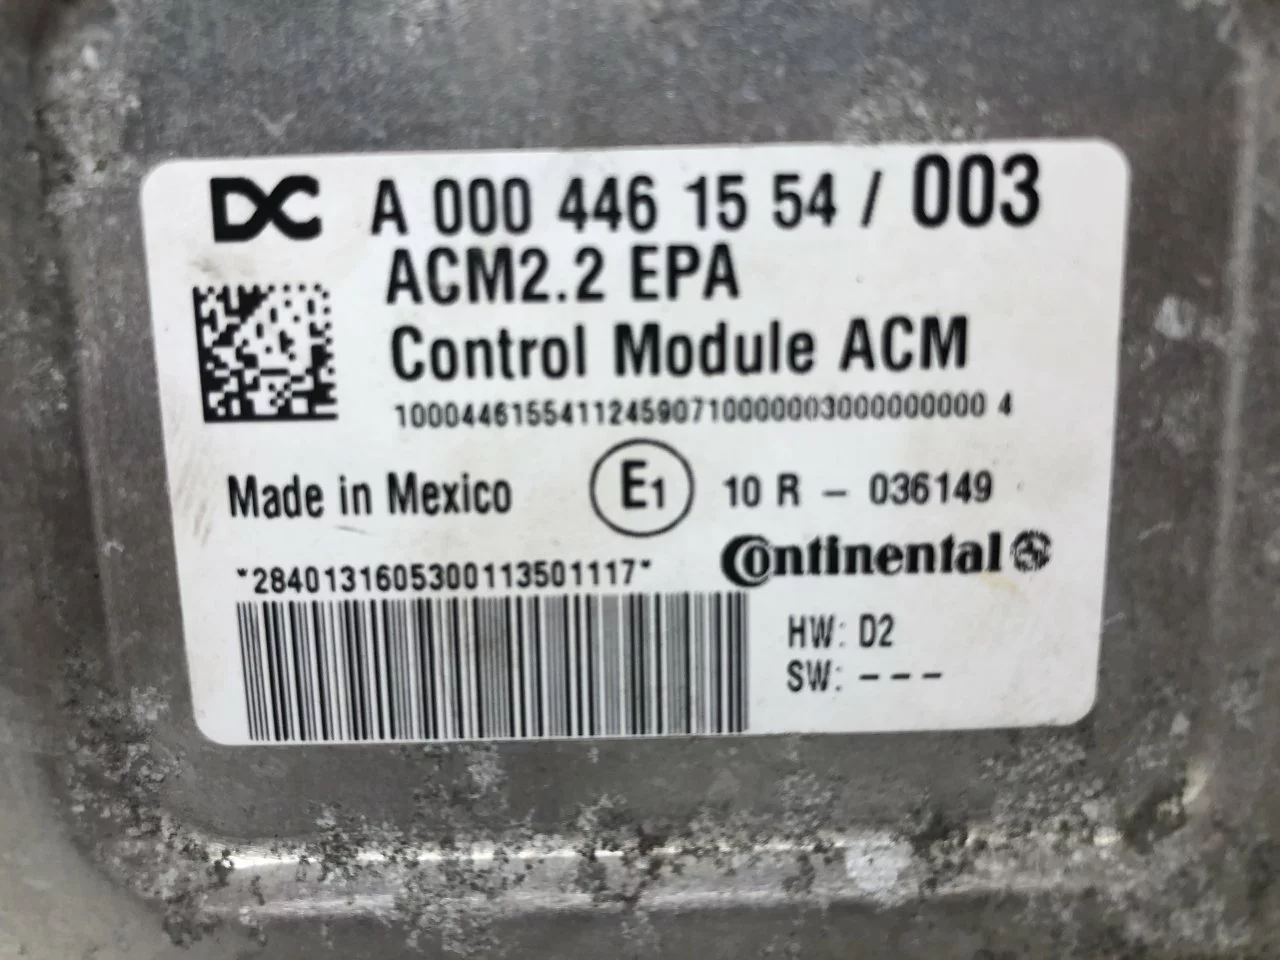 DC A 000 446 15 54 / 003
ACM2.2 EPA
Control Module ACM
100044615541124590710000003000000000 4
Made in Mexico E1 10 R - 036149
*2840131605300113501117*
Continental
HW: D2
SW: ---